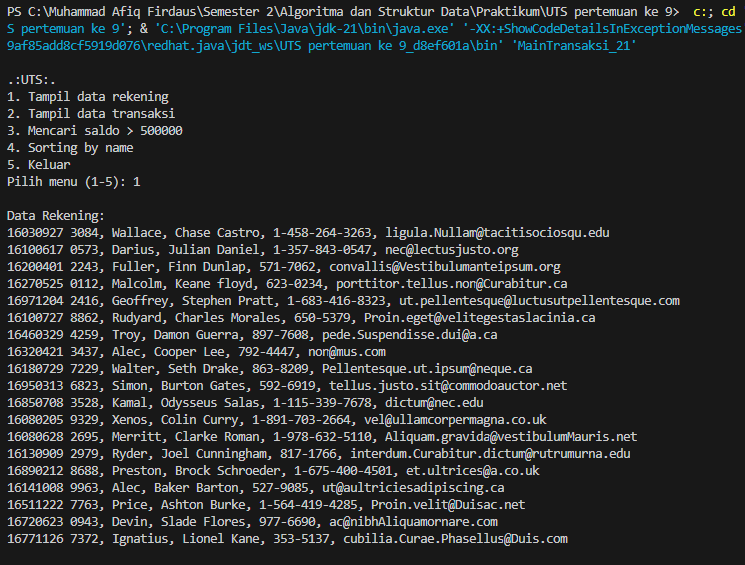 PS C:\Muhammad Afiq Firdaus\Semester 2\Algoritma dan Struktur Data\Praktikum\UTS pertemuan ke 9>  c:; cd
S pertemuan ke 9'; & 'C:\Program Files\Java\jdk-21\bin\java.exe' '-XX:+ShowCodeDetailsInExceptionMessages
9af85add8cf5919d076\redhat.java\jdt_ws\UTS pertemuan ke 9_d8ef601a\bin' 'MainTransaksi_21'
.:UTS:.
1. Tampil data rekening
2. Tampil data transaksi
3. Mencari saldo > 500000
4. Sorting by name
5. Keluar
Pilih menu (1-5): 1
Data Rekening:
16030927 3084, Wallace, Chase Castro, 1-458-264-3263, ligula.Nullam@tacitisociosqu.edu
16100617 0573, Darius, Julian Daniel, 1-357-843-0547, nec@lectusjusto.org
16200401 2243, Fuller, Finn Dunlap, 571-7062, convallis@Vestibulumanteipsum.org
16270525 0112, Malcolm, Keane floyd, 623-0234, porttitor.tellus.non@Curabitur.ca
16971204 2416, Geoffrey, Stephen Pratt, 1-683-416-8323, ut.pellentesque@luctusutpellentesque.com
16100727 8862, Rudyard, Charles Morales, 650-5379, Proin.eget@velitegestaslacinia.ca
16460329 4259, Troy, Damon Guerra, 897-7608, pede.Suspendisse.dui@a.ca
16320421 3437, Alec, Cooper Lee, 792-4447, non@mus.com
16180729 7229, Walter, Seth Drake, 863-8209, Pellentesque.ut.ipsum@neque.ca
16950313 6823, Simon, Burton Gates, 592-6919, tellus.justo.sit@commodoauctor.net
16850708 3528, Kamal, Odysseus Salas, 1-115-339-7678, dictum@nec.edu
16080205 9329, Xenos, Colin Curry, 1-891-703-2664, vel@ullamcorpermagna.co.uk
16080628 2695, Merritt, Clarke Roman, 1-978-632-5110, Aliquam.gravida@vestibulumMauris.net
16130909 2979, Ryder, Joel Cunningham, 817-1766, interdum.Curabitur.dictum@rutrumurna.edu
16890212 8688, Preston, Brock Schroeder, 1-675-400-4501, et.ultrices@a.co.uk
16141008 9963, Alec, Baker Barton, 527-9085, ut@aultriciesadipiscing.ca
16511222 7763, Price, Ashton Burke, 1-564-419-4285, Proin.velit@Duisac.net
16720623 0943, Devin, Slade Flores, 977-6690, ac@nibhAliquamornare.com
16771126 7372, Ignatius, Lionel Kane, 353-5137, cubilia.Curae.Phasellus@Duis.com